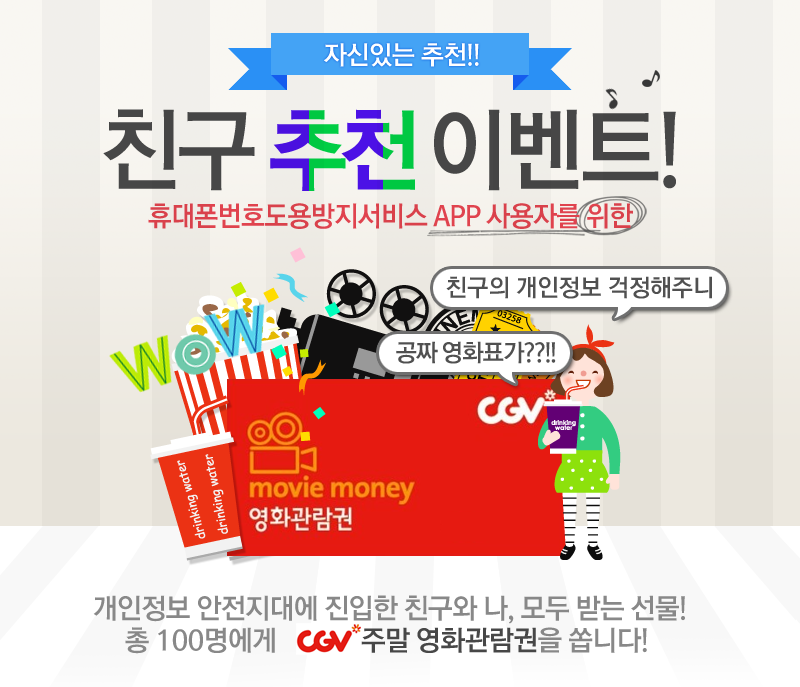 자신있는 추천!!
친구 추천 이벤트!
휴대폰번호도용방지서비스 APP 사용자를 위한
친구의 개인정보 걱정해주니
공짜 영화표가??!!
03258
WOW
CGV
drinking water
movie money
영화관람권
drinking water
drinking water
개인정보 안전지대에 진입한 친구와 나, 모두 받는 선물!
총 100명에게 CGV 주말 영화관람권을 쏩니다!